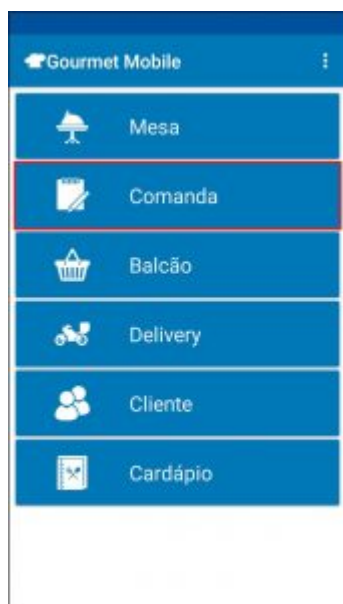 Gourmet Mobile
Mesa
Comanda
Balcão
Delivery
Cliente
Cardápio